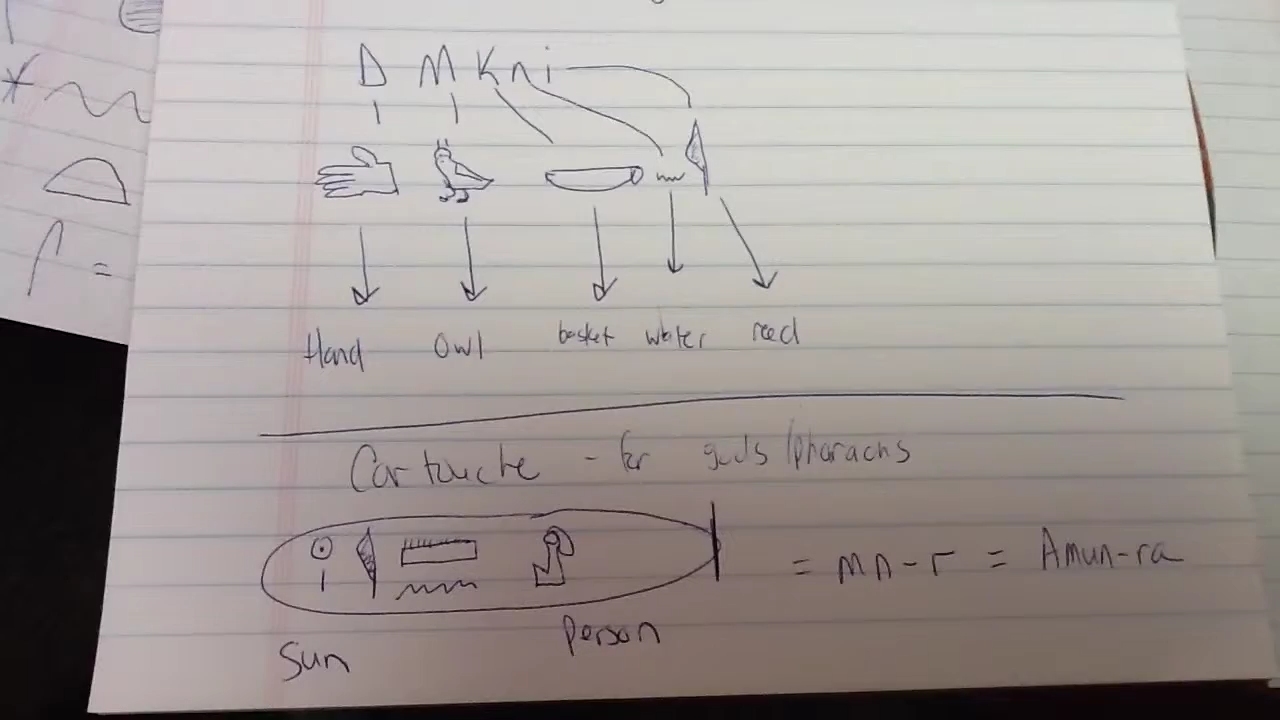 D M K n i
Hand Owl basket water reed
Cartouche - for gods/pharaohs
= mn-r = Amun-ra
Sun
Person
=